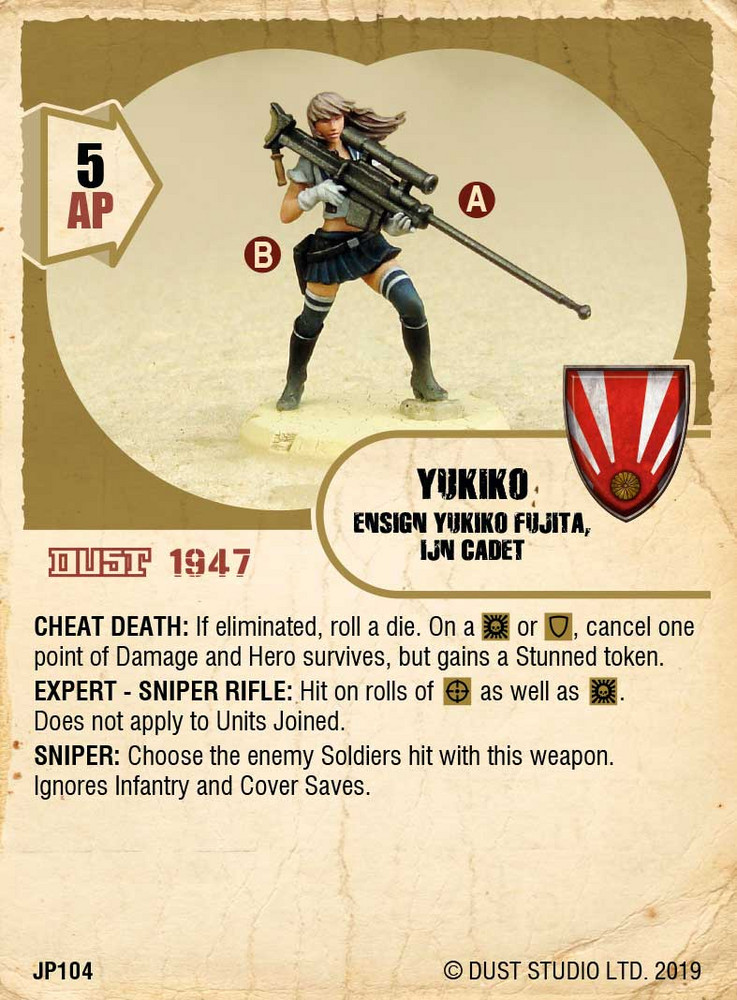 5
AP
A
B
YUKIKO
ENSIGN YUKIKO FUJITA,
IJN CADET
DUST 1947
CHEAT DEATH: If eliminated, roll a die. On a or , cancel one
point of Damage and Hero survives, but gains a Stunned token.
EXPERT - SNIPER RIFLE: Hit on rolls of as well as .
Does not apply to Units Joined.
SNIPER: Choose the enemy Soldiers hit with this weapon.
Ignores Infantry and Cover Saves.
JP104
© DUST STUDIO LTD. 2019